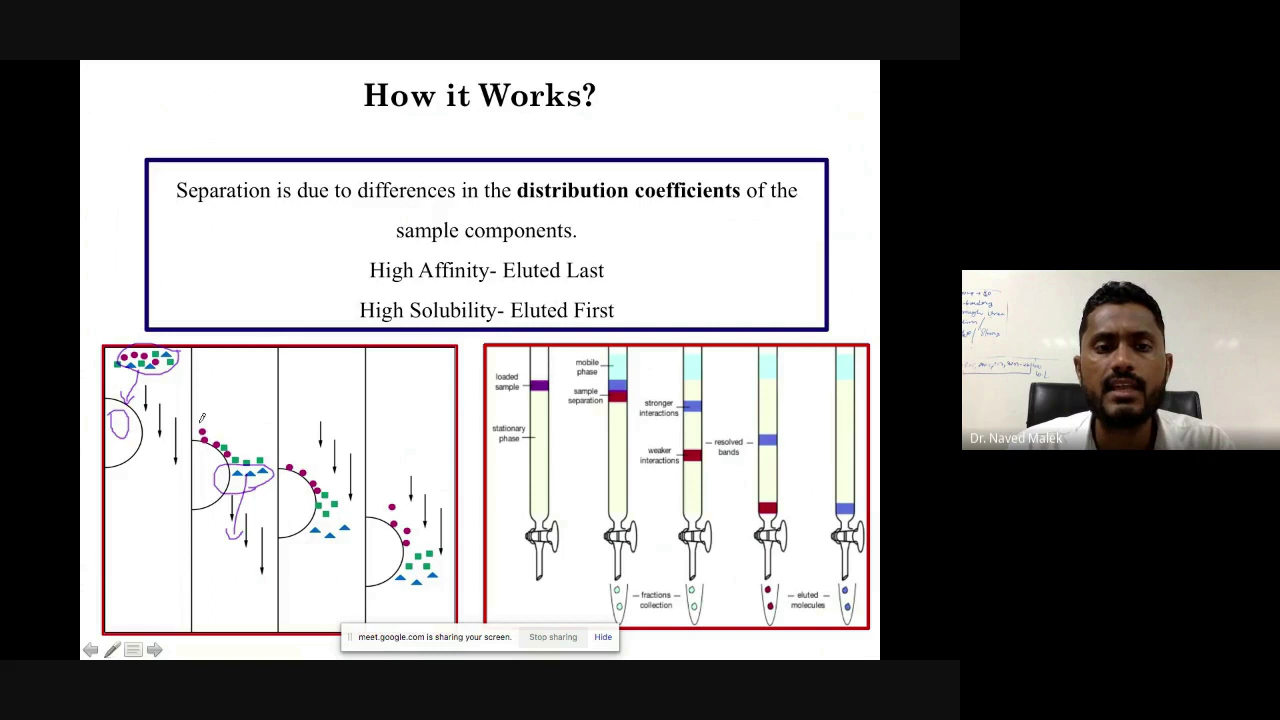 How it Works?
Separation is due to differences in the distribution coefficients of the
sample components.
High Affinity- Eluted Last
High Solubility- Eluted First
loaded
sample
stationary
phase
mobile
phase
sample
separation
stronger
interactions
weaker
interactions
resolved
bands
fractions
collection
eluted
molecules
meet.google.com is sharing your screen.
Stop sharing
Hide
Dr. Naved Malek